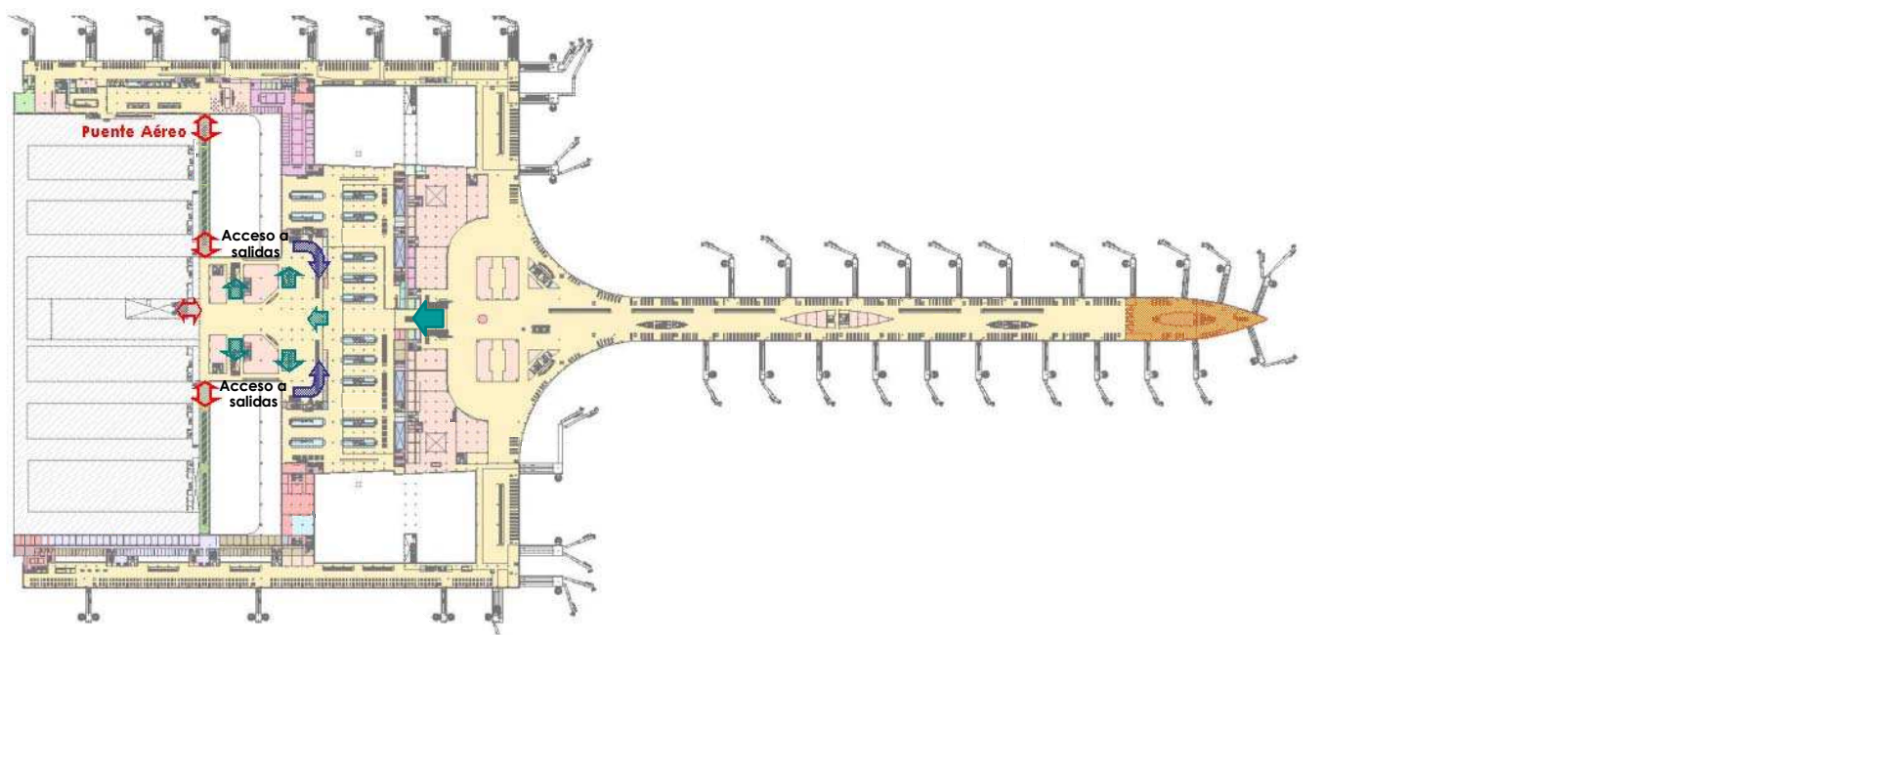 Puente Aéreo
Acceso a
salidas
Acceso a
salidas